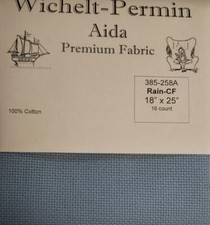 Wichelt-Permin
Aida
Premium Fabric
385-258A
Rain-CF
18" x 25"
16 count
100% Cotton